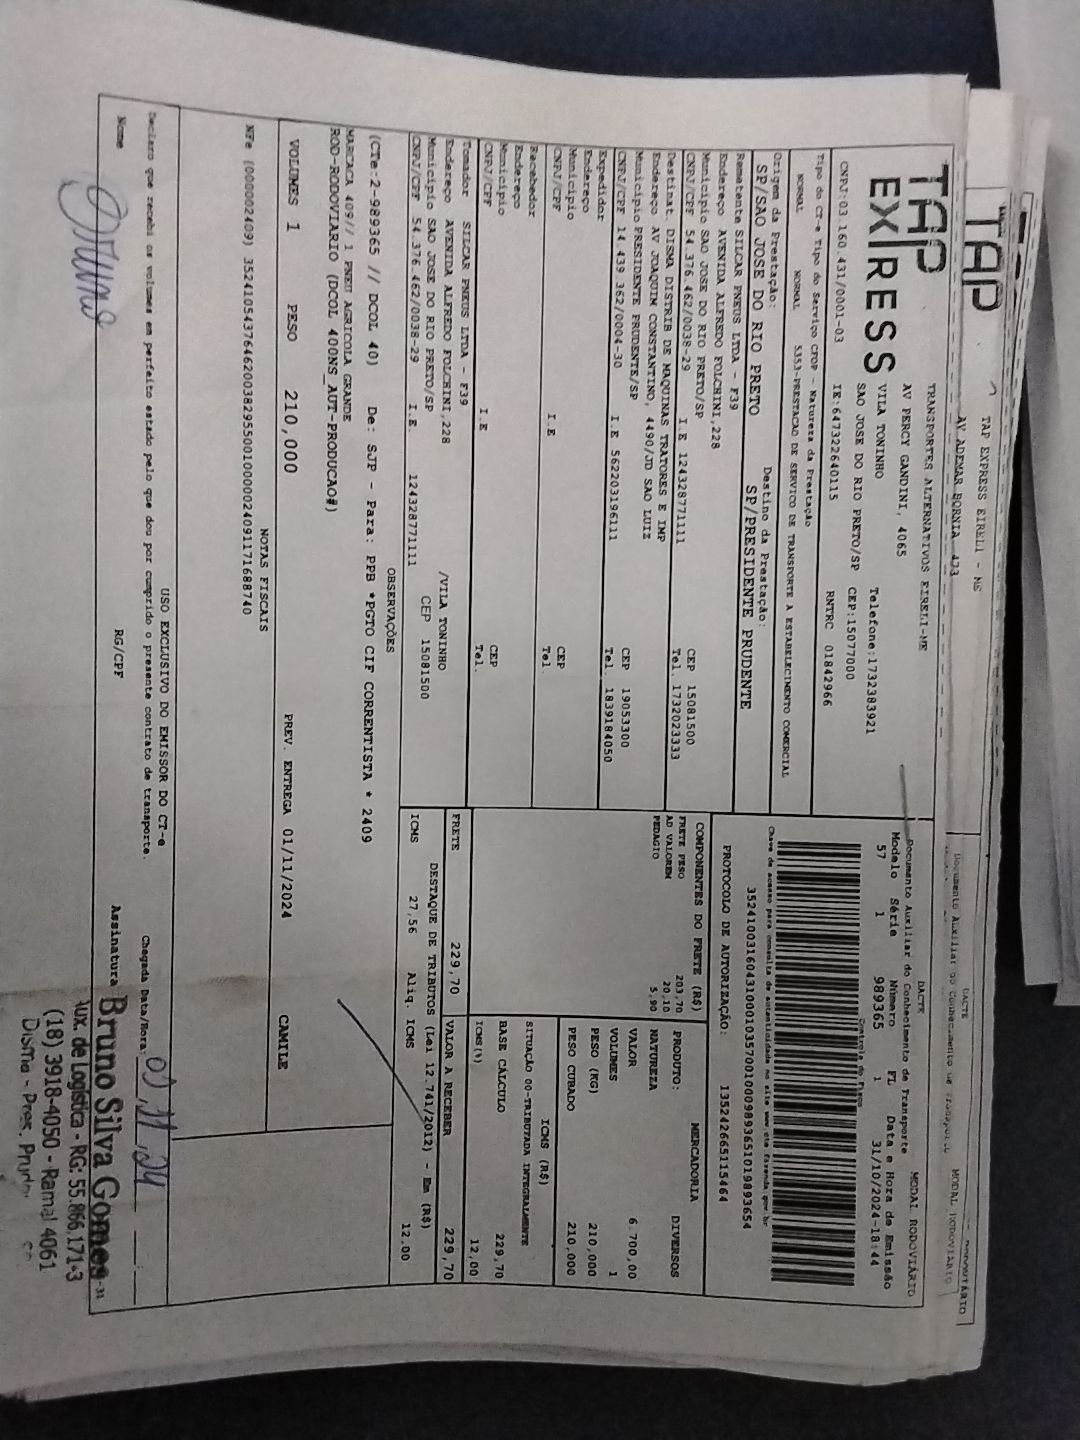 TAP
TAP EXPRESS EIRELI - ME
AV ADEMAR BORNIA 473
DACTE
MODAL RODOVIÁRIO
Documento Auxiliar do Conhecimento de Transporte
TAP
EXPRESS
TRANSPORTES ALTERNATIVOS EIRELI-ME
AV PERCY GANDINI, 4065
VILA TONINHO Telefone:1732383921
SAO JOSE DO RIO PRETO/SP CEP:15077000
CNPJ:03.160.431/0001-03 IE:647322640115 RNTRC 01842966
DACTE MODAL RODOVIÁRIO
Documento Auxiliar do Conhecimento de Transporte
Modelo Série Número FL Data e Hora de Emissão
57 1 989365 1 31/10/2024-18:44
Controle do Fisco
Tipo do CT-e Tipo do Serviço CFOP - Natureza da Prestação
NORMAL NORMAL 5353-PRESTACAO DE SERVICO DE TRANSPORTE A ESTABELECIMENTO COMERCIAL
Chave de acesso para consulta de autenticidade no site www.cte.fazenda.gov.br
Origem da Prestação: Destino da Prestação:
SP/SAO JOSE DO RIO PRETO SP/PRESIDENTE PRUDENTE
PROTOCOLO DE AUTORIZAÇÃO: 135242665115464
Remetente SILCAR PNEUS LTDA - F39
Endereço AVENIDA ALFREDO FOLCHINI,228
Município SAO JOSE DO RIO PRETO/SP CEP 15081500
CNPJ/CPF 54.376.462/0038-29 I.E 124328771111 Tel. 1732023333
Destinat. DISMA DISTRIB DE MAQUINAS TRATORES E IMP
Endereço AV JOAQUIM CONSTANTINO, 4490/JD SAO LUIZ
Município PRESIDENTE PRUDENTE/SP CEP 19053300
CNPJ/CPF 14.439.362/0004-30 I.E 562203196111 Tel. 1839184050
Expedidor
Endereço
Município CEP
CNPJ/CPF I.E Tel.
Recebedor
Endereço
Município CEP
CNPJ/CPF I.E Tel.
Tomador SILCAR PNEUS LTDA - F39
Endereço AVENIDA ALFREDO FOLCHINI,228 /VILA TONINHO
Município SAO JOSE DO RIO PRETO/SP CEP 15081500
CNPJ/CPF 54.376.462/0038-29 I.E. 124328771111
COMPONENTES DO FRETE (R$)
FRETE PESO 203,70
AD VALOREM 20,10
PEDAGIO 5,90
MERCADORIA
PRODUTO: DIVERSOS
NATUREZA
VALOR 6.700,00
VOLUMES 1
PESO (KG) 210,000
PESO CUBADO 210,000
ICMS (R$)
SITUAÇÃO 00-TRIBUTADA INTEGRALMENTE
BASE CÁLCULO 229,70
ICMS(%) 12,00
FRETE 229,70 VALOR A RECEBER 229,70
DESTAQUE DE TRIBUTOS (Lei 12.741/2012) - Em (R$)
ICMS 27,56 Aliq. ICMS 12.00
OBSERVAÇÕES
(CTe:2-989365 // DCOL 40) De: SJP - Para: PPB *PGTO CIF CORRENTISTA * 2409
MARCACA 409// 1 PNEU AGRICOLA GRANDE
ROD-RODOVIARIO (DCOL 400NS_AUT-PRODUCAO#)
VOLUMES 1 PESO 210,000 PREV. ENTREGA 01/11/2024 CAMILE
NOTAS FISCAIS
NFe (000002409)
USO EXCLUSIVO DO EMISSOR DO CT-e
Declaro que recebi os volumes em perfeito estado pelo que dou por cumprido o presente contrato de transporte. Chegada Data/Hora: 01,11,24
Nome Bruno RG/CPF Assinatura
Bruno Silva Gomes
Aux. de Logística - RG: 55.866.171-3
(18) 3918-4050 - Ramal 4061
Disma - Pres.